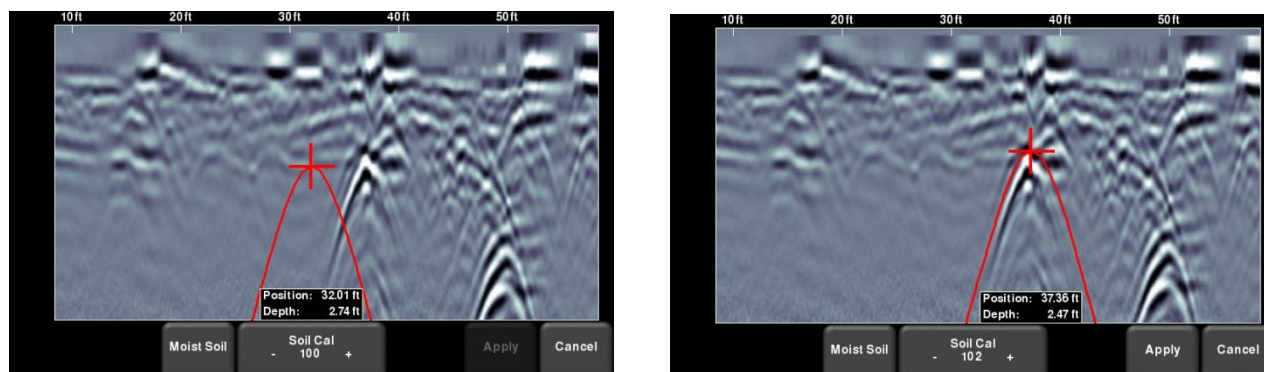 10ft 20ft 30ft 40ft 50ft
Position: 32.01 ft
Depth: 2.74 ft
Moist Soil
Soil Cal
- 100 +
Apply
Cancel
10ft 20ft 30ft 40ft 50ft
Position: 37.36 ft
Depth: 2.47 ft
Moist Soil
Soil Cal
- 102 +
Apply
Cancel